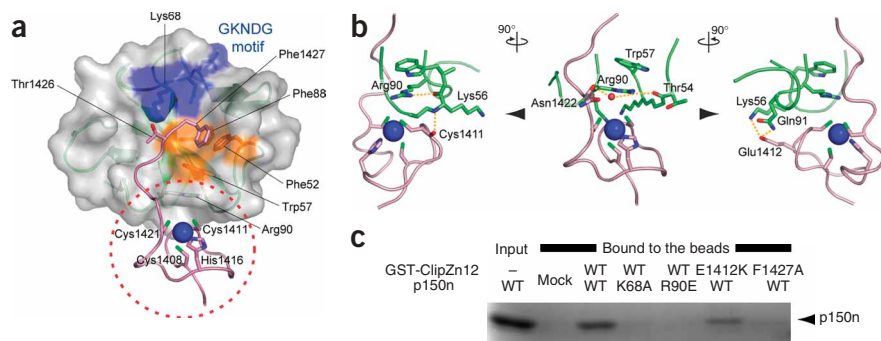 a
Lys68
GKNDG
motif
Phe1427
Thr1426
Phe88
Phe52
Trp57
Arg90
Cys1421
Cys1411
Cys1408
His1416
b
90°
90°
Arg90
Lys56
Cys1411
Trp57
Arg90
Thr54
Asn1422
Lys56
Gln91
Glu1412
c
Input
Bound to the beads
GST-ClipZn12 – Mock WT WT WT E1412K F1427A
p150n WT WT K68A R90E WT WT
p150n